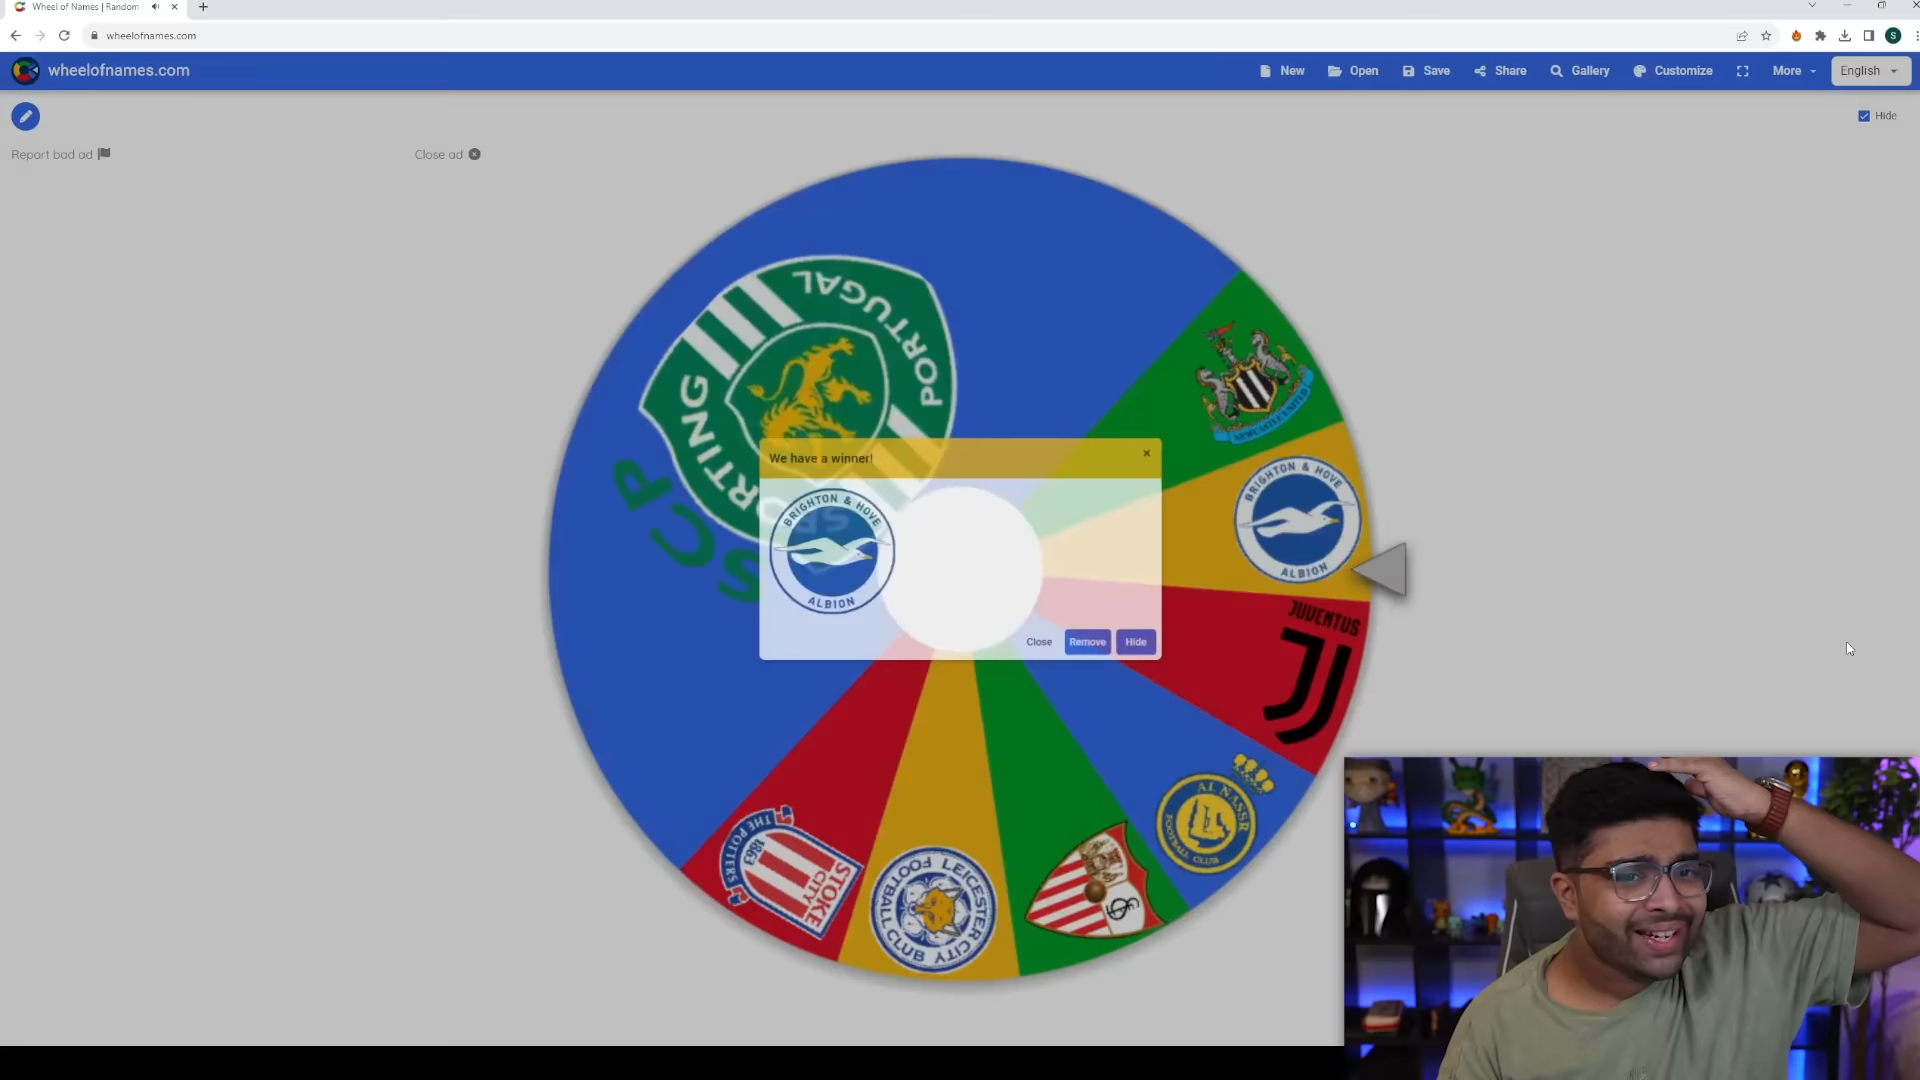 Wheel of Names | Random
wheelofnames.com
S
wheelofnames.com
New
Open
Save
Share
Gallery
Customize
More
English
Hide
Report bad ad
Close ad
SPORTING
PORTUGAL
SCP
NEWCASTLE UNITED
BRIGHTON & HOVE
ALBION
We have a winner!
BRIGHTON & HOVE
ALBION
Close
Remove
Hide
JUVENTUS
AL NASSR
FOOTBALL CLUB
STOKE
CITY
1863
THE POTTERS
LEICESTER CITY
FOOTBALL CLUB